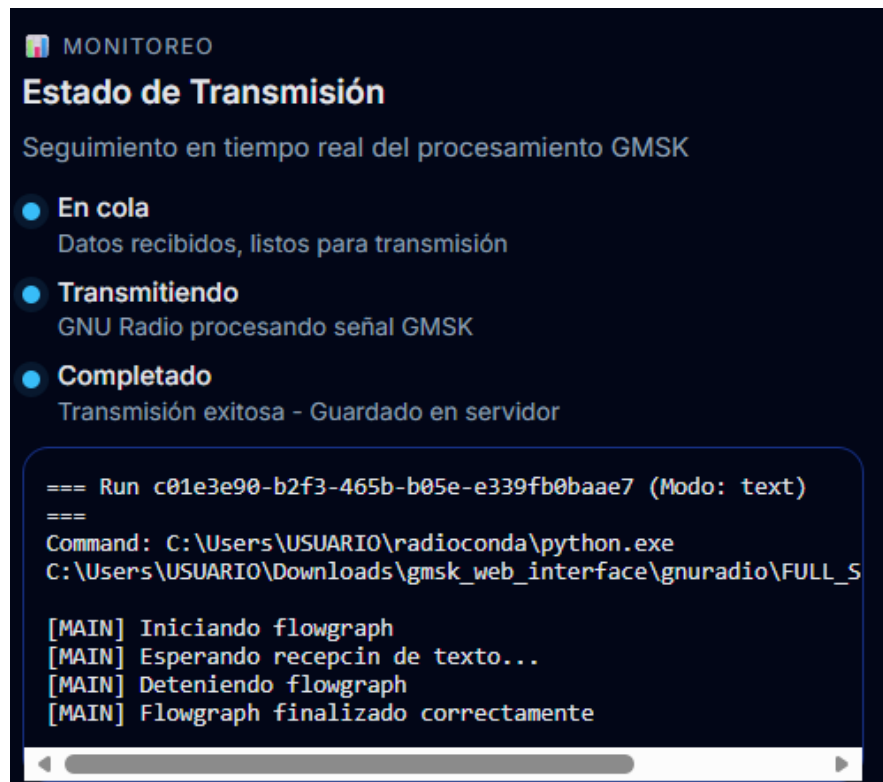 MONITOREO
Estado de Transmisión
Seguimiento en tiempo real del procesamiento GMSK
En cola
Datos recibidos, listos para transmisión
Transmitiendo
GNU Radio procesando señal GMSK
Completado
Transmisión exitosa - Guardado en servidor
=== Run c01e3e90-b2f3-465b-b05e-e339fb0baae7 (Modo: text)
===
Command: C:\Users\USUARIO\radioconda\python.exe
C:\Users\USUARIO\Downloads\gmsk_web_interface\gnuradio\FULL_S
[MAIN] Iniciando flowgraph
[MAIN] Esperando recepcin de texto...
[MAIN] Deteniendo flowgraph
[MAIN] Flowgraph finalizado correctamente